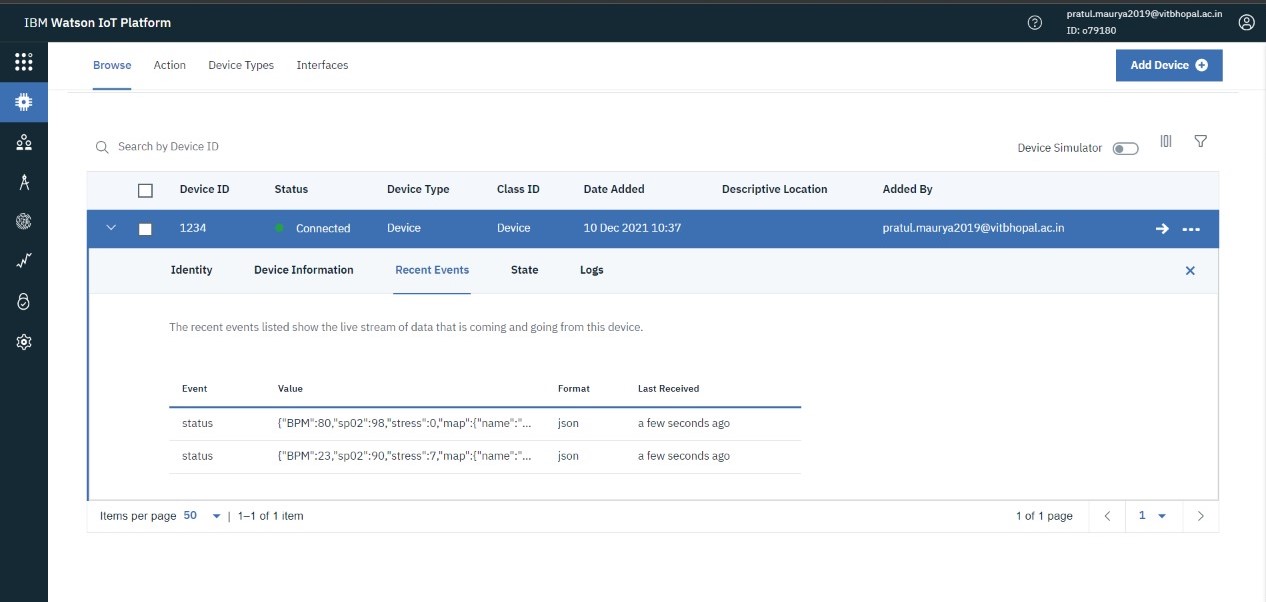 IBM Watson IoT Platform
pratul.maurya2019@vitbhopal.ac.in
ID: o79180
Browse Action Device Types Interfaces
Add Device
Search by Device ID
Device Simulator
Device ID Status Device Type Class ID Date Added Descriptive Location Added By
1234 Connected Device Device 10 Dec 2021 10:37 pratul.maurya2019@vitbhopal.ac.in
Identity Device Information Recent Events State Logs
The recent events listed show the live stream of data that is coming and going from this device.
Event Value Format Last Received
status {"BPM":80,"sp02":98,"stress":0,"map":{"name":"... json a few seconds ago
status {"BPM":23,"sp02":90,"stress":7,"map":{"name":"... json a few seconds ago
Items per page 50 | 1–1 of 1 item
1 of 1 page 1